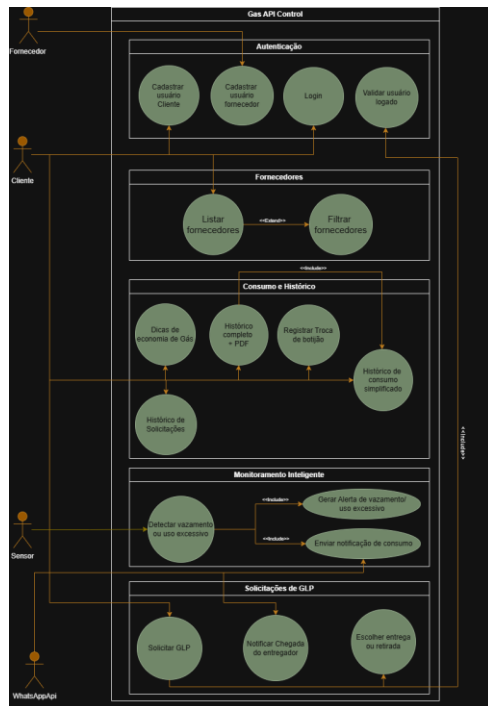 Gas API Control
Fornecedor
Autenticação
Cadastrar
usuário
Cliente
Cadastrar
usuário
fornecedor
Login
Validar usuário
logado
Cliente
Fornecedores
Listar
fornecedores
<<Extend>>
Filtrar
fornecedores
<<Include>>
Consumo e Histórico
Dicas de
economia de Gás
Histórico
completo
+ PDF
Registrar Troca
de botijão
Histórico de
consumo
simplificado
Histórico de
Solicitações
<<Include>>
Monitoramento Inteligente
Sensor
Detectar vazamento
ou uso excessivo
<<Include>>
Gerar Alerta de vazamento/
uso excessivo
<<Include>>
Enviar notificação de consumo
Solicitações de GLP
Solicitar GLP
Notificar Chegada
do entregador
Escolher entrega
ou retirada
WhatsAppApi